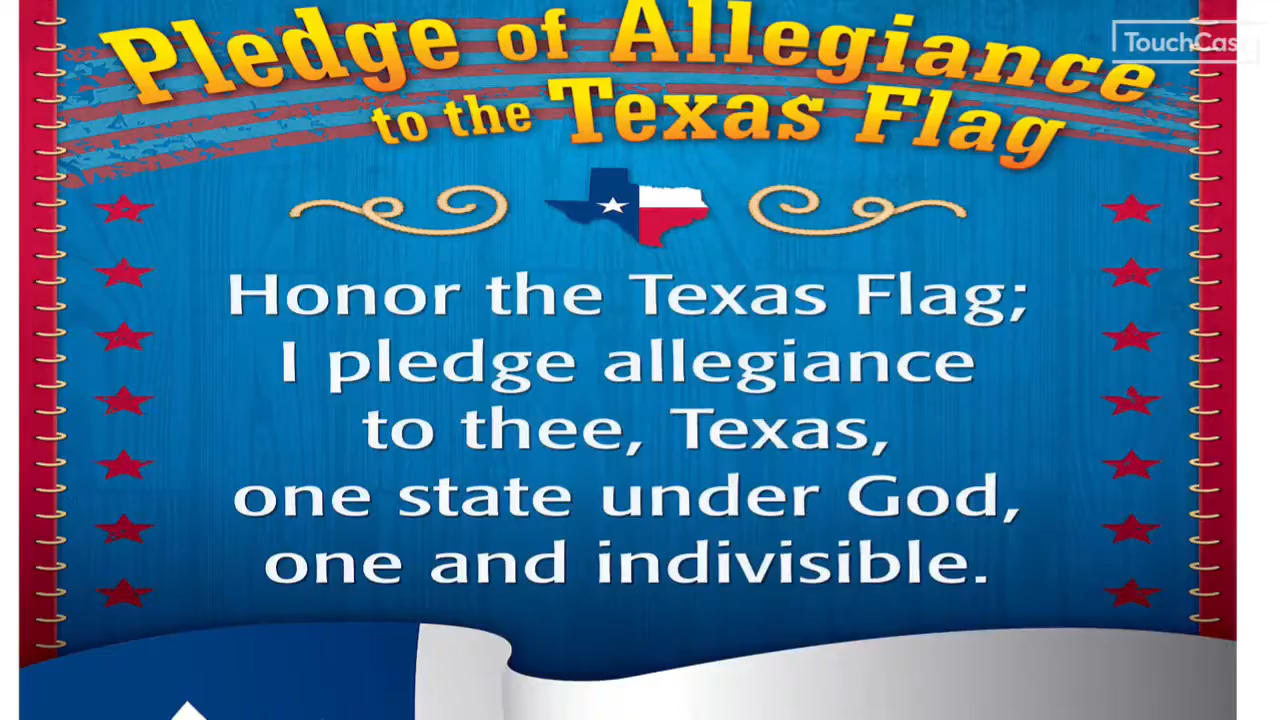 Pledge of Allegiance
to the Texas Flag
TouchCas
Honor the Texas Flag;
I pledge allegiance
to thee, Texas,
one state under God,
one and indivisible.